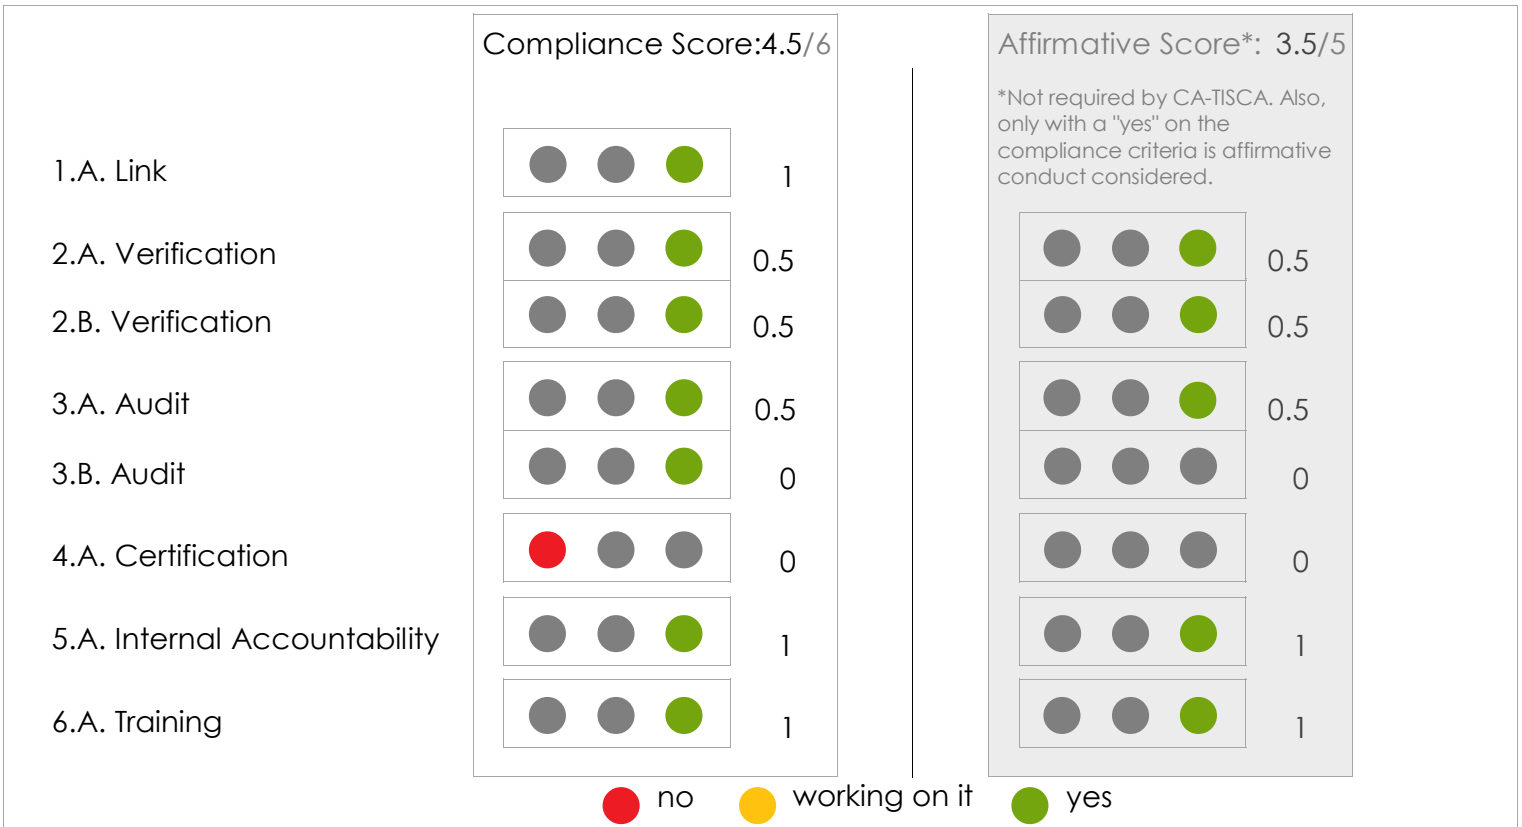 Compliance Score:4.5/6
Affirmative Score*: 3.5/5
*Not required by CA-TISCA. Also,
only with a "yes" on the
compliance criteria is affirmative
conduct considered.
1.A. Link 1
2.A. Verification 0.5 0.5
2.B. Verification 0.5 0.5
3.A. Audit 0.5 0.5
3.B. Audit 0 0
4.A. Certification 0 0
5.A. Internal Accountability 1 1
6.A. Training 1 1
no working on it yes